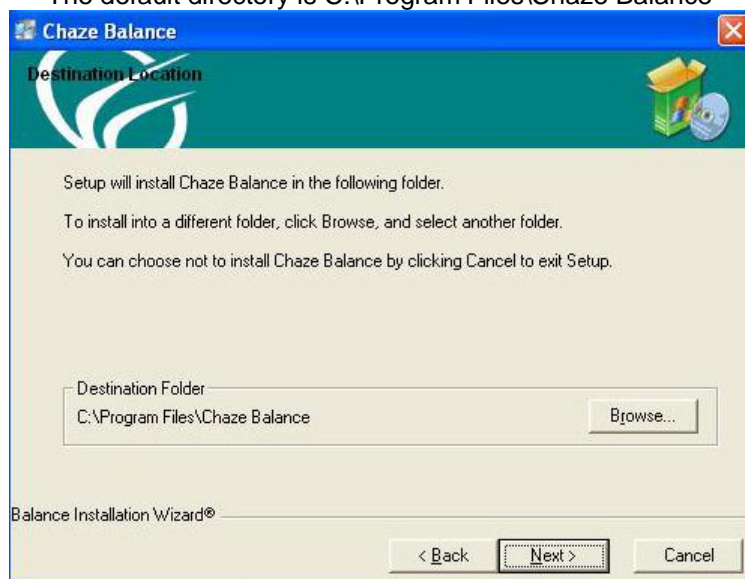 The default directory is C:\Program Files\Chaze Balance
Chaze Balance
Destination Location
Setup will install Chaze Balance in the following folder.
To install into a different folder, click Browse, and select another folder.
You can choose not to install Chaze Balance by clicking Cancel to exit Setup.
Destination Folder
C:\Program Files\Chaze Balance
Browse...
Balance Installation Wizard®
< Back
Next >
Cancel